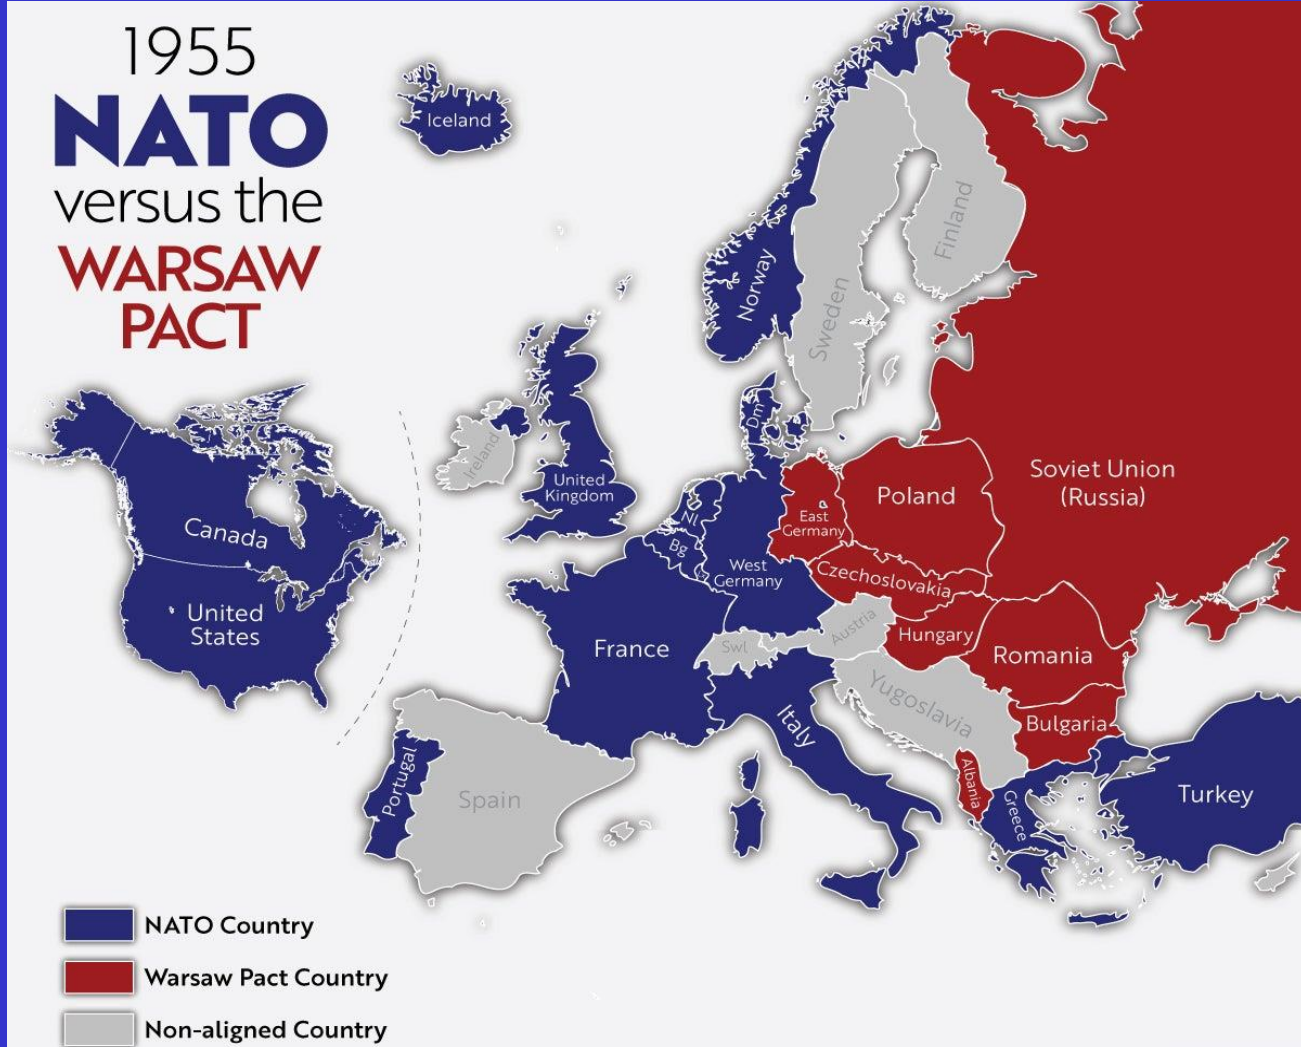 1955
NATO
versus the
WARSAW
PACT
Iceland
Norway
Sweden
Finland
Canada
United
States
Ireland
United
Kingdom
Dm
Nl
Bg
West
Germany
East
Germany
Poland
Soviet Union
(Russia)
Czechoslovakia
France
Swl
Austria
Hungary
Romania
Yugoslavia
Bulgaria
Italy
Albania
Greece
Turkey
Portugal
Spain
NATO Country
Warsaw Pact Country
Non-aligned Country